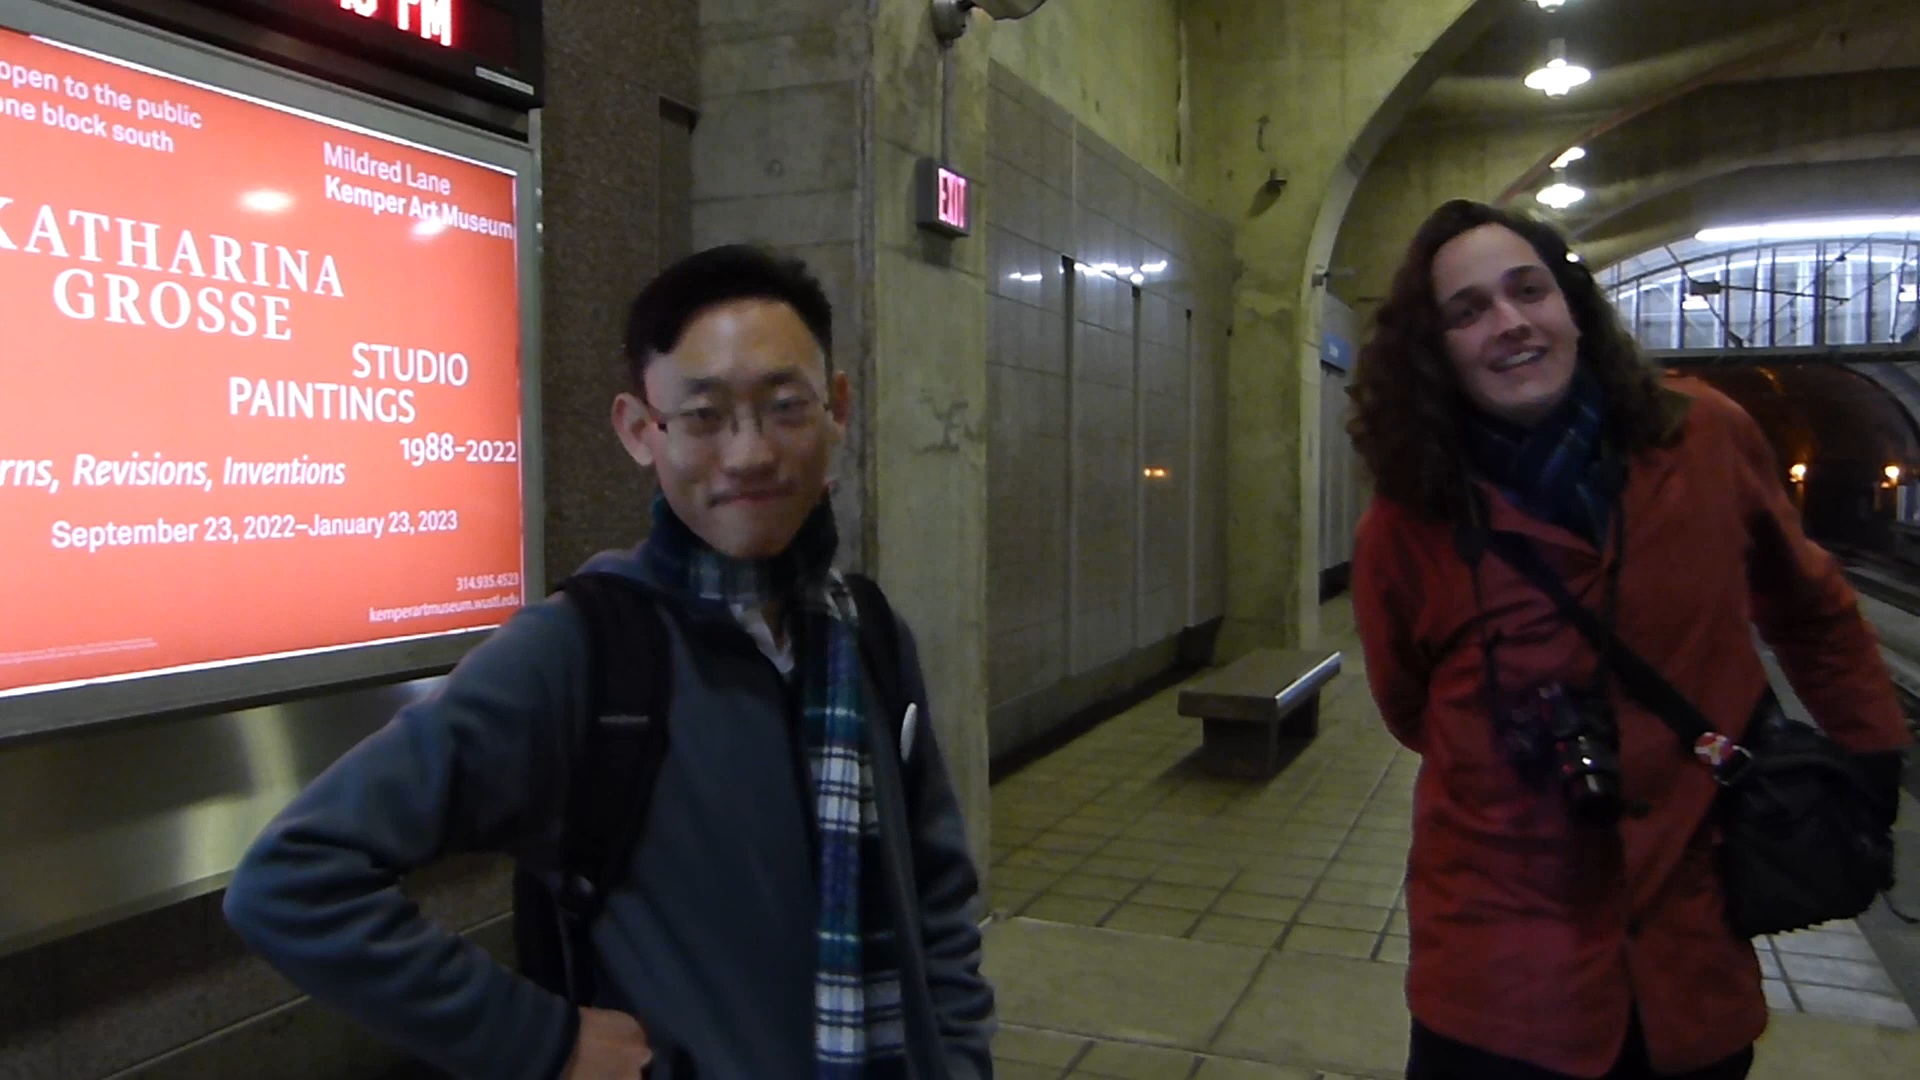 PM
open to the public
one block south
Mildred Lane
Kemper Art Museum
EXIT
KATHARINA
GROSSE
STUDIO
PAINTINGS
1988–2022
rns, Revisions, Inventions
September 23, 2022–January 23, 2023
314.935.4523
kemperartmuseum.wustl.edu